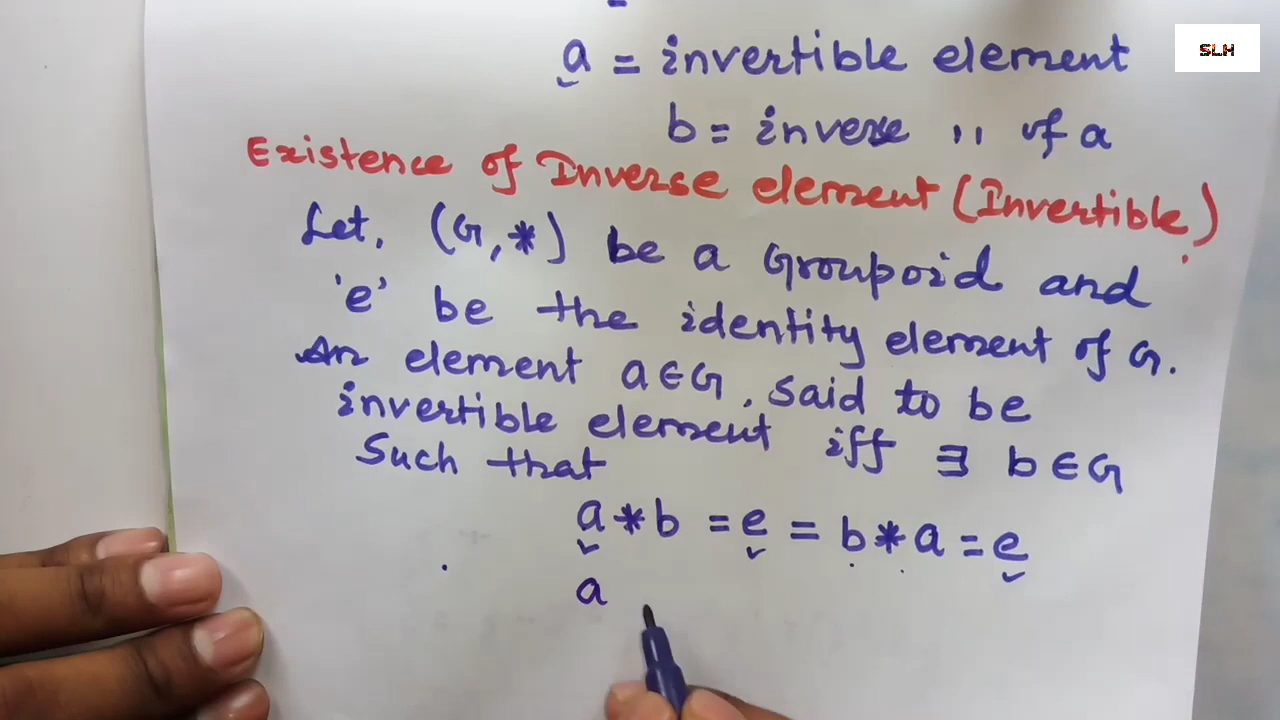 SLH
a = invertible element
b = inverse ,, of a
Existence of Inverse element (Invertible)
Let, (G, *) be a Groupoid and
'e' be the identity element of G.
An element a ∈ G, said to be
invertible element iff ∃ b ∈ G
Such that
a * b = e = b * a = e
a